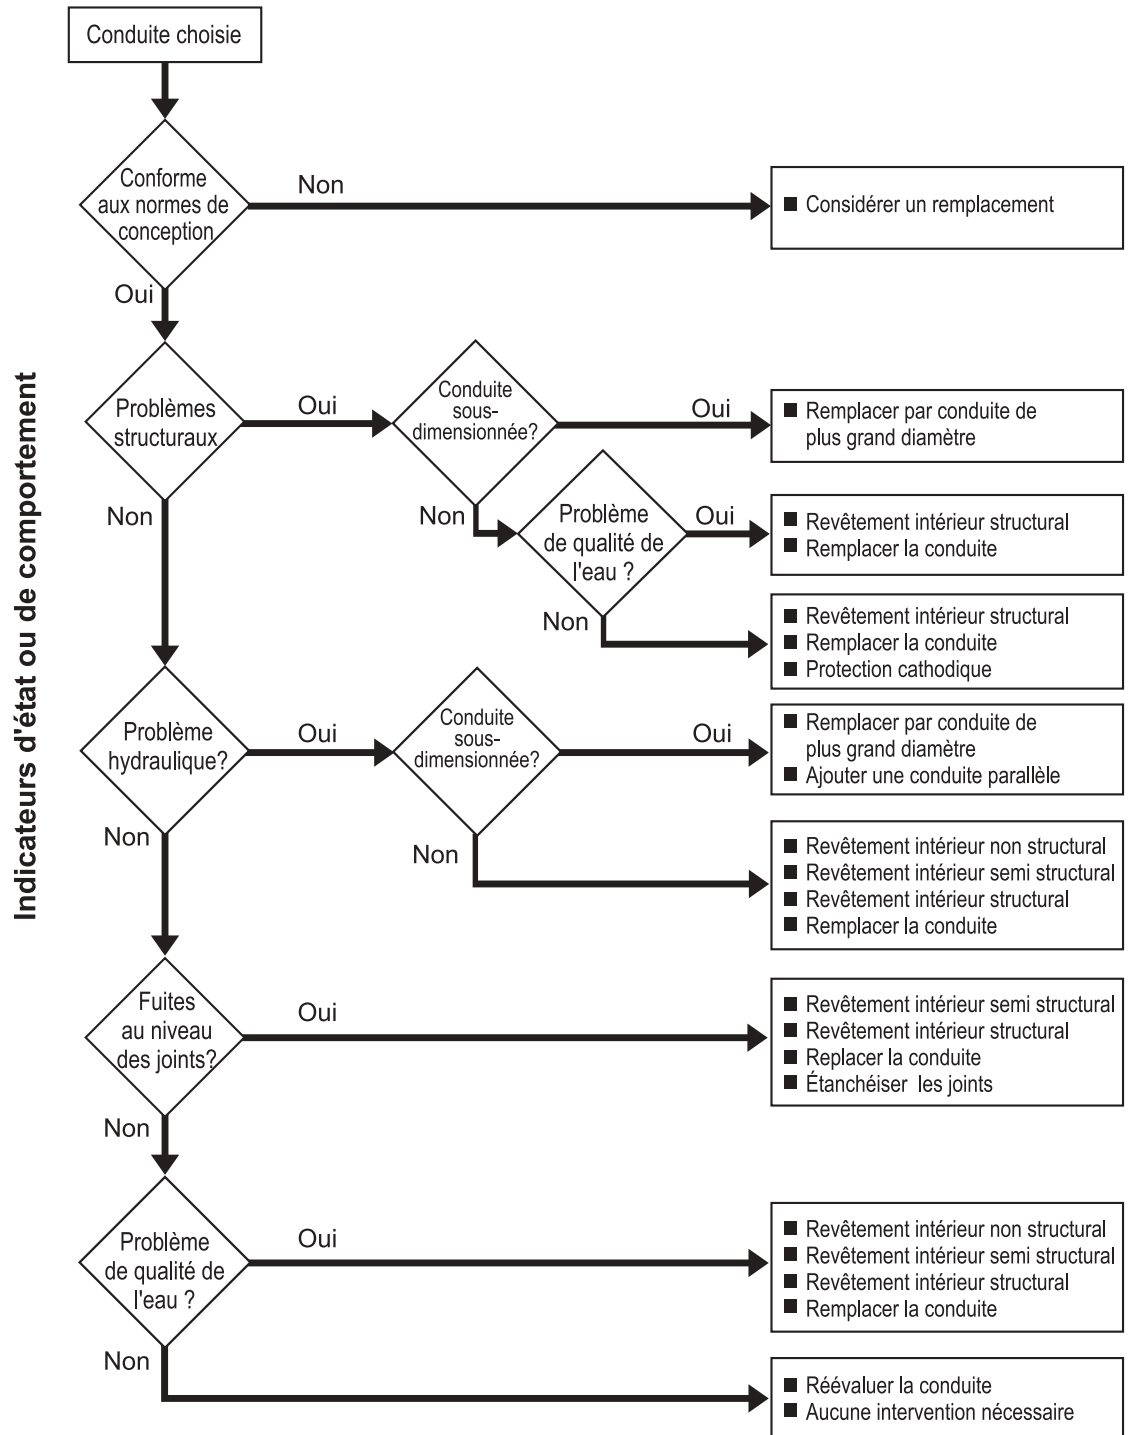 Conduite choisie
Conforme
aux normes de
conception
Non
■ Considérer un remplacement
Oui
Indicateurs d'état ou de comportement
Problèmes
structuraux
Oui
Conduite
sous-
dimensionnée?
Oui
■ Remplacer par conduite de
plus grand diamètre
Non
Non
Problème
de qualité de
l'eau ?
Oui
■ Revêtement intérieur structural
■ Remplacer la conduite
Non
■ Revêtement intérieur structural
■ Remplacer la conduite
■ Protection cathodique
Problème
hydraulique?
Oui
Conduite
sous-
dimensionnée?
Oui
■ Remplacer par conduite de
plus grand diamètre
■ Ajouter une conduite parallèle
Non
Non
■ Revêtement intérieur non structural
■ Revêtement intérieur semi structural
■ Revêtement intérieur structural
■ Remplacer la conduite
Fuites
au niveau
des joints?
Oui
■ Revêtement intérieur semi structural
■ Revêtement intérieur structural
■ Replacer la conduite
■ Étanchéiser les joints
Non
Problème
de qualité de
l'eau ?
Oui
■ Revêtement intérieur non structural
■ Revêtement intérieur semi structural
■ Revêtement intérieur structural
■ Remplacer la conduite
Non
■ Réévaluer la conduite
■ Aucune intervention nécessaire